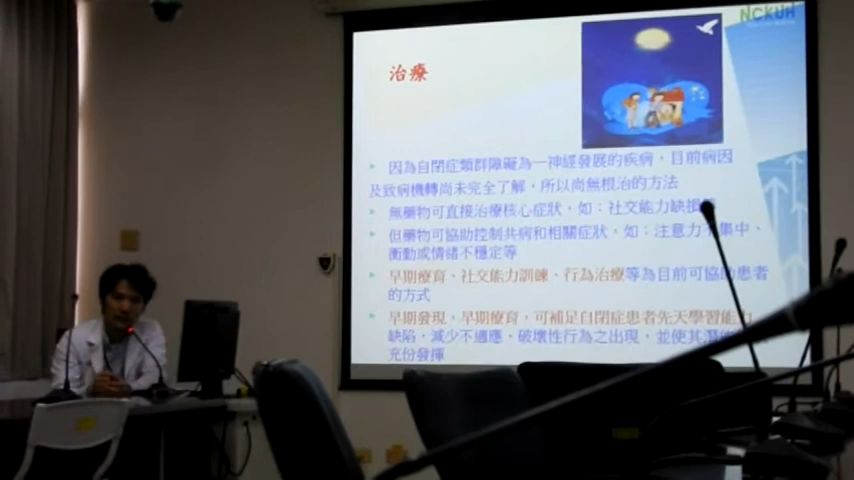 NCKUH
治療
因為自閉症類群障礙為一神經發展的疾病，目前病因
及致病機轉尚未完全了解，所以尚無根治的方法
無藥物可直接治療核心症狀，如：社交能力缺損
但藥物可協助控制共病和相關症狀，如：注意力不集中、
衝動或情緒不穩定等
早期療育、社交能力訓練、行為治療等為目前可協助患者
的方式
早期發現，早期療育，可補足自閉症患者先天學習能力
缺陷，減少不適應、破壞性行為之出現，並使其潛
充份發揮